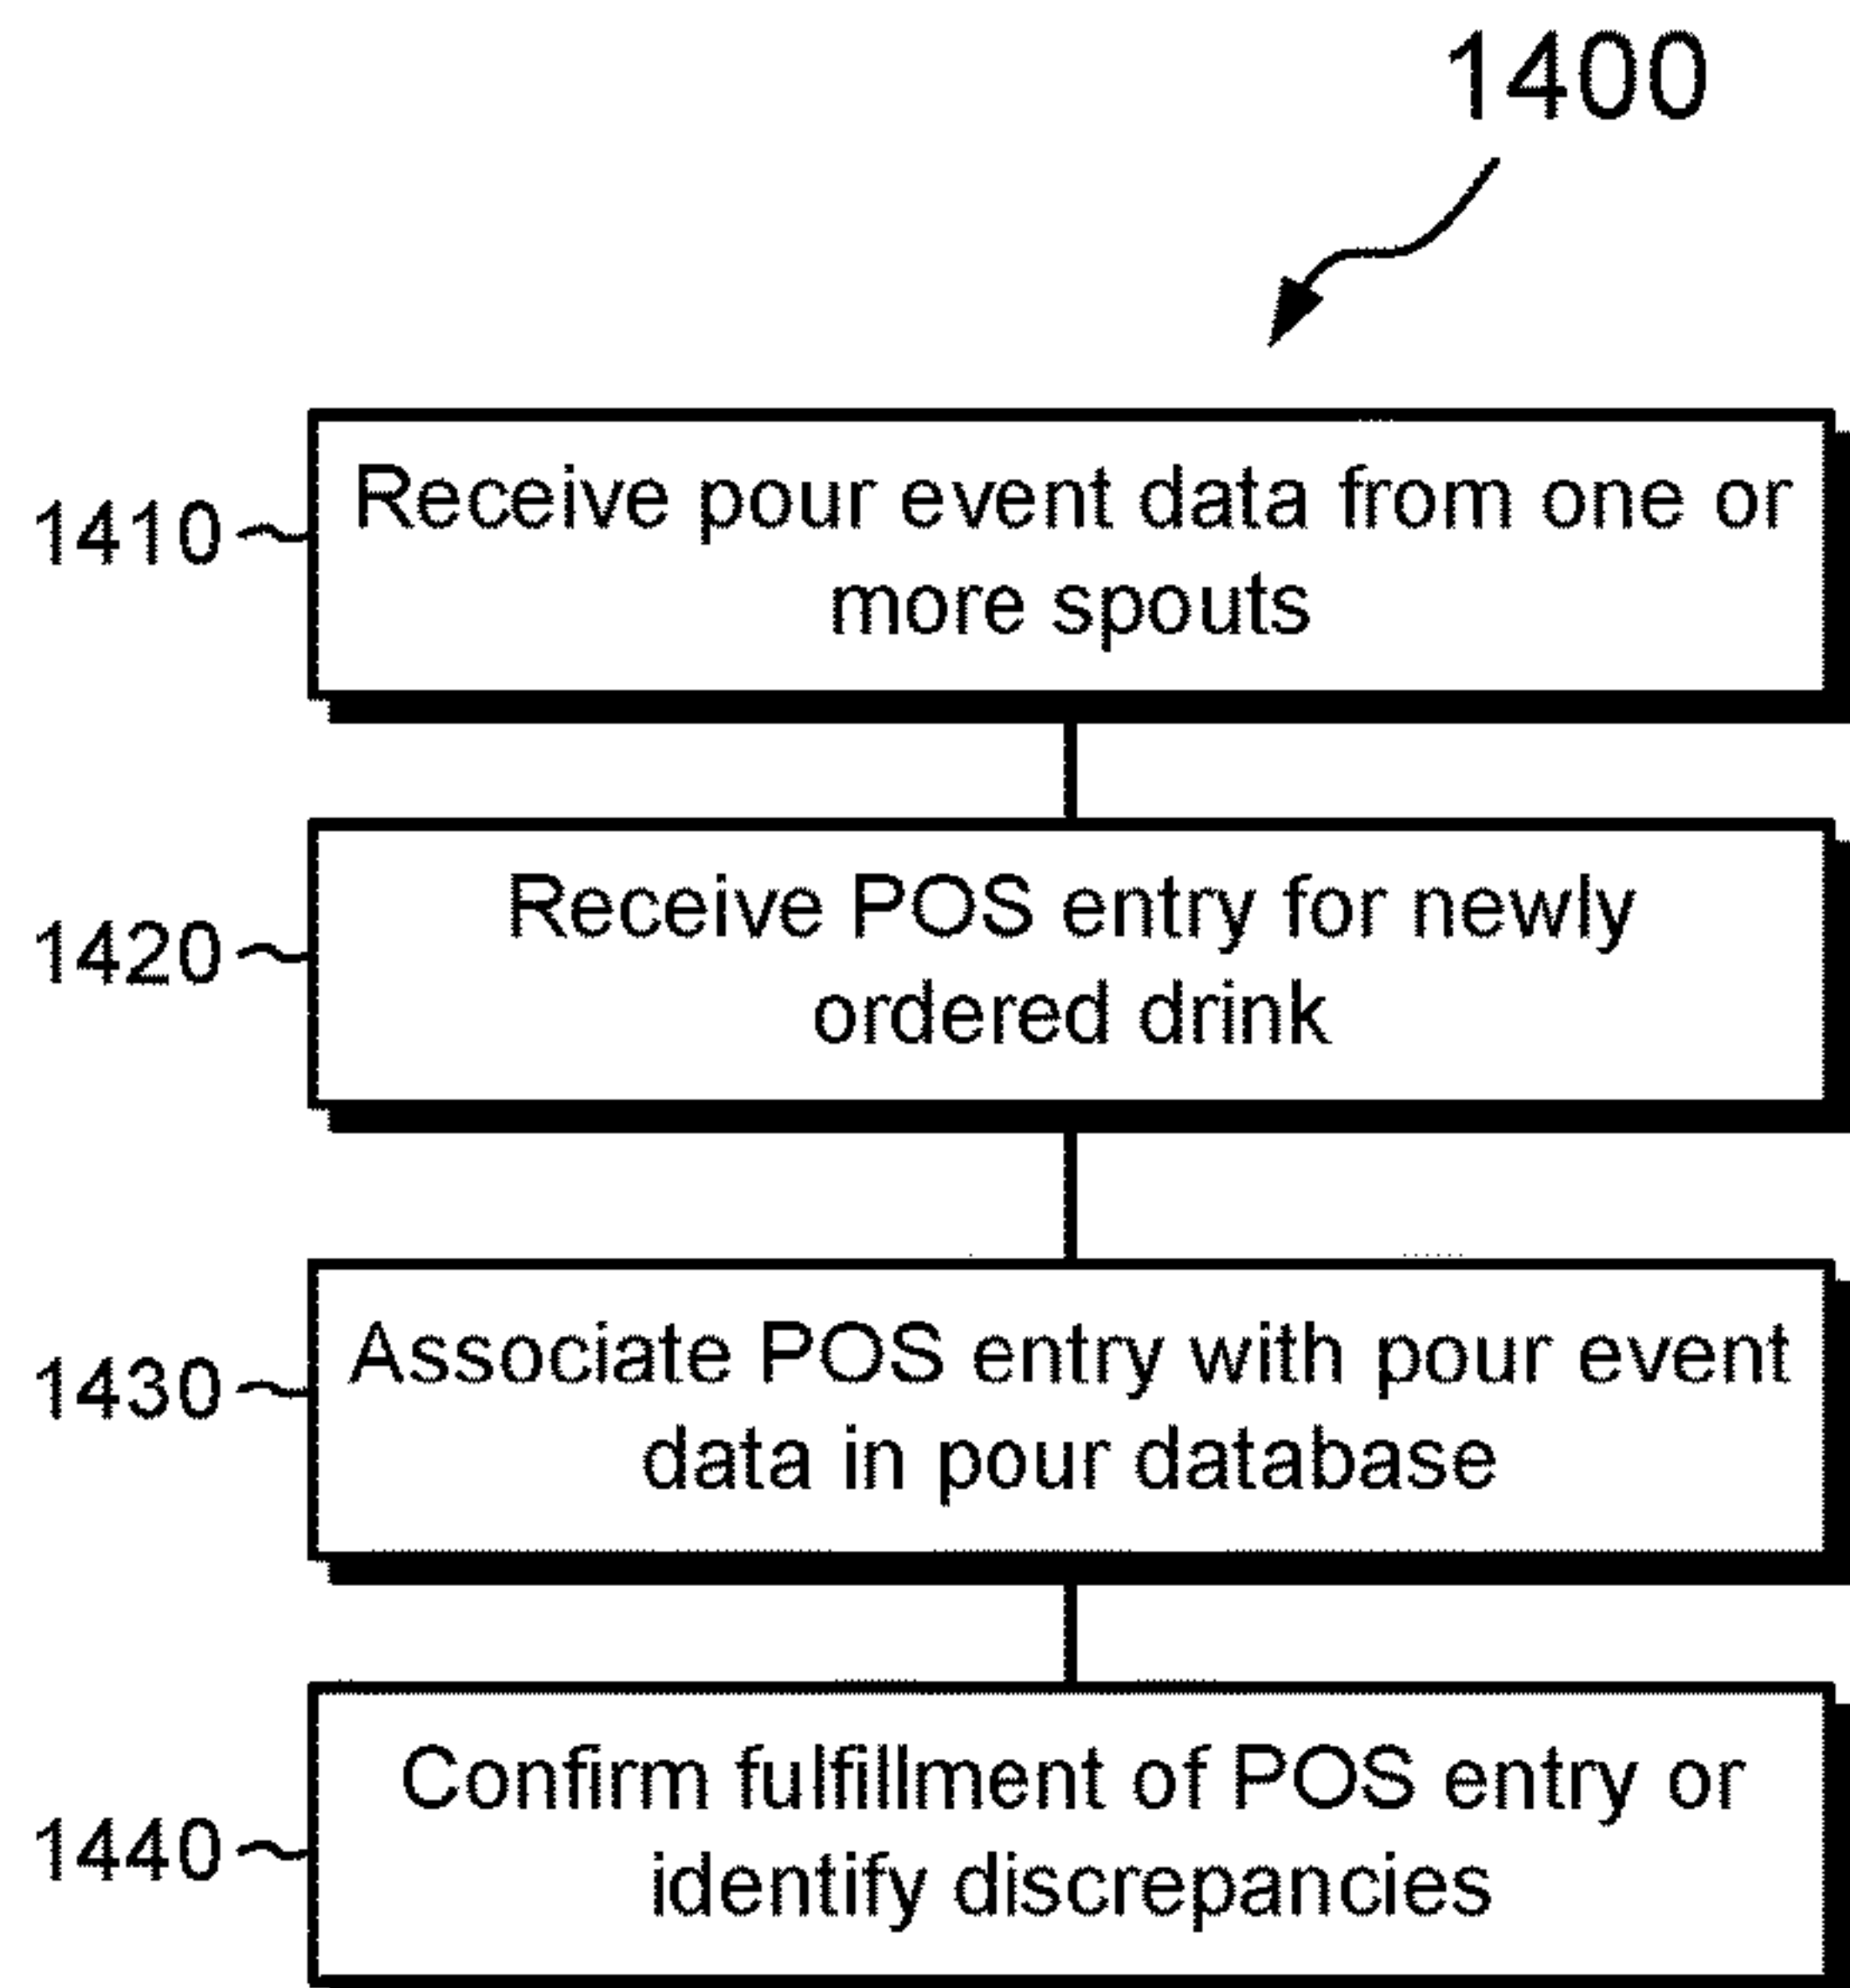 1400
1410
Receive pour event data from one or
more spouts
1420
Receive POS entry for newly
ordered drink
1430
Associate POS entry with pour event
data in pour database
1440
Confirm fulfillment of POS entry or
identify discrepancies